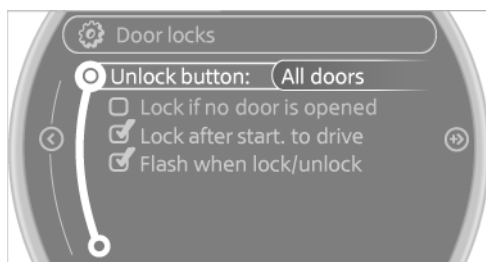 Door locks
Unlock button: All doors
Lock if no door is opened
Lock after start. to drive
Flash when lock/unlock